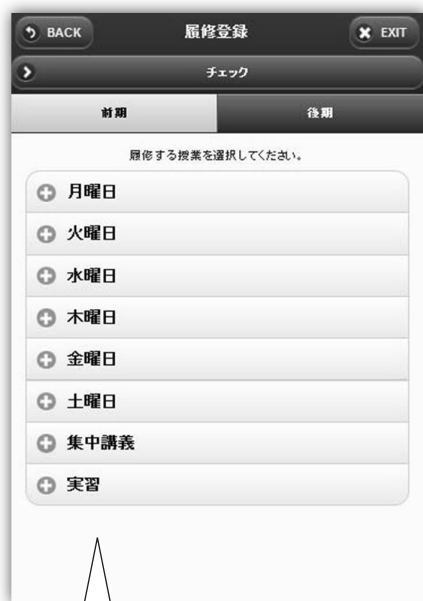 BACK
履修登録
EXIT
チェック
前期
後期
履修する授業を選択してください。
月曜日
火曜日
水曜日
木曜日
金曜日
土曜日
集中講義
実習